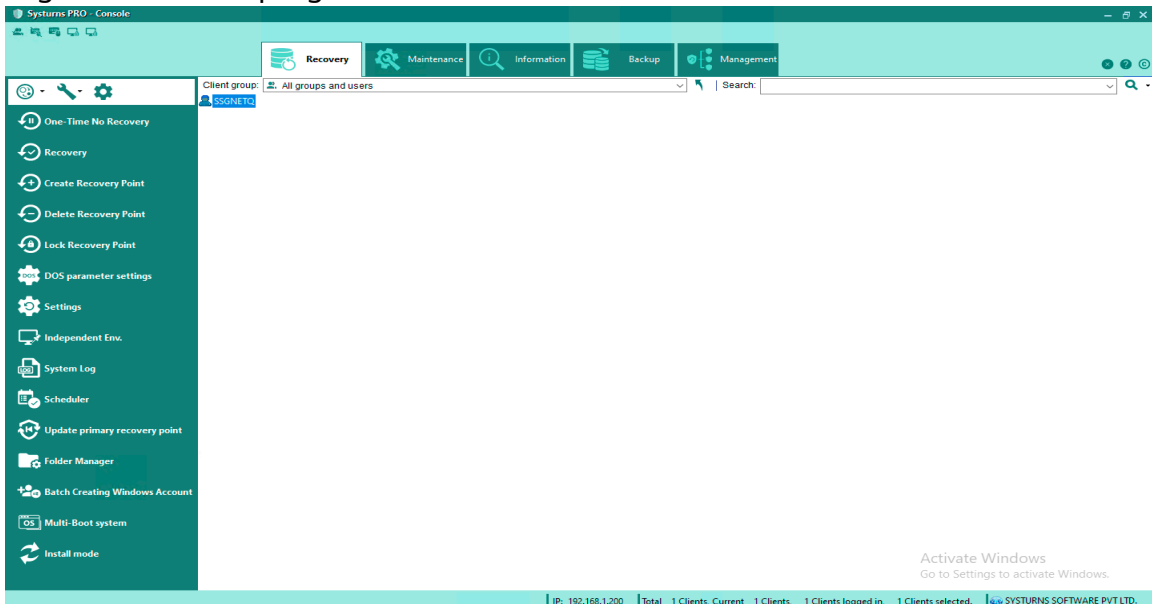 Systurns PRO - Console
Recovery
Maintenance
Information
Backup
Management
Client group: All groups and users
Search:
SSGNETQ
One-Time No Recovery
Recovery
Create Recovery Point
Delete Recovery Point
Lock Recovery Point
DOS parameter settings
Settings
Independent Env.
System Log
Scheduler
Update primary recovery point
Folder Manager
Batch Creating Windows Account
Multi-Boot system
Install mode
Activate Windows
Go to Settings to activate Windows.
IP: 192.168.1.200 Total 1 Clients. Current 1 Clients. 1 Clients logged in. 1 Clients selected. SYSTURNS SOFTWARE PVT LTD.